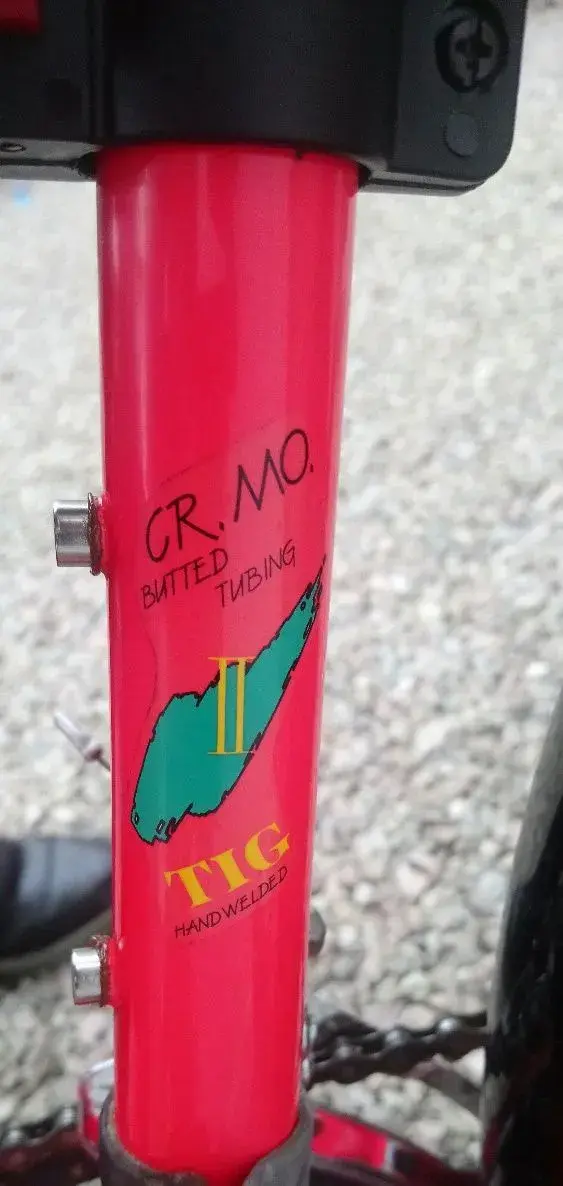 CR. MO.
BUTTED TUBING
II
TIG
HANDWELDED